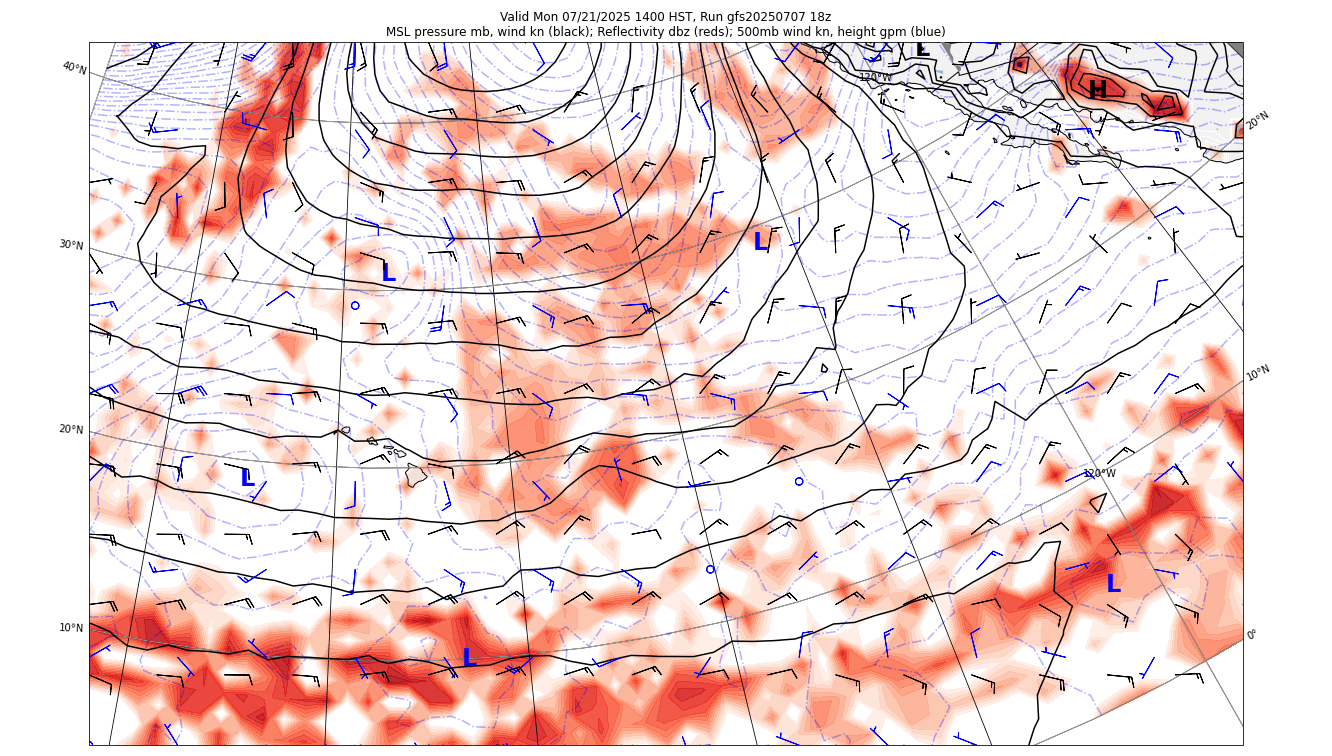 Valid Mon 07/21/2025 1400 HST, Run gfs20250707 18z
MSL pressure mb, wind kn (black); Reflectivity dbz (reds); 500mb wind kn, height gpm (blue)
L
40°N
120°W
H
20°N
30°N
L
L
10°N
20°N
L
120°W
L
10°N
0°
L